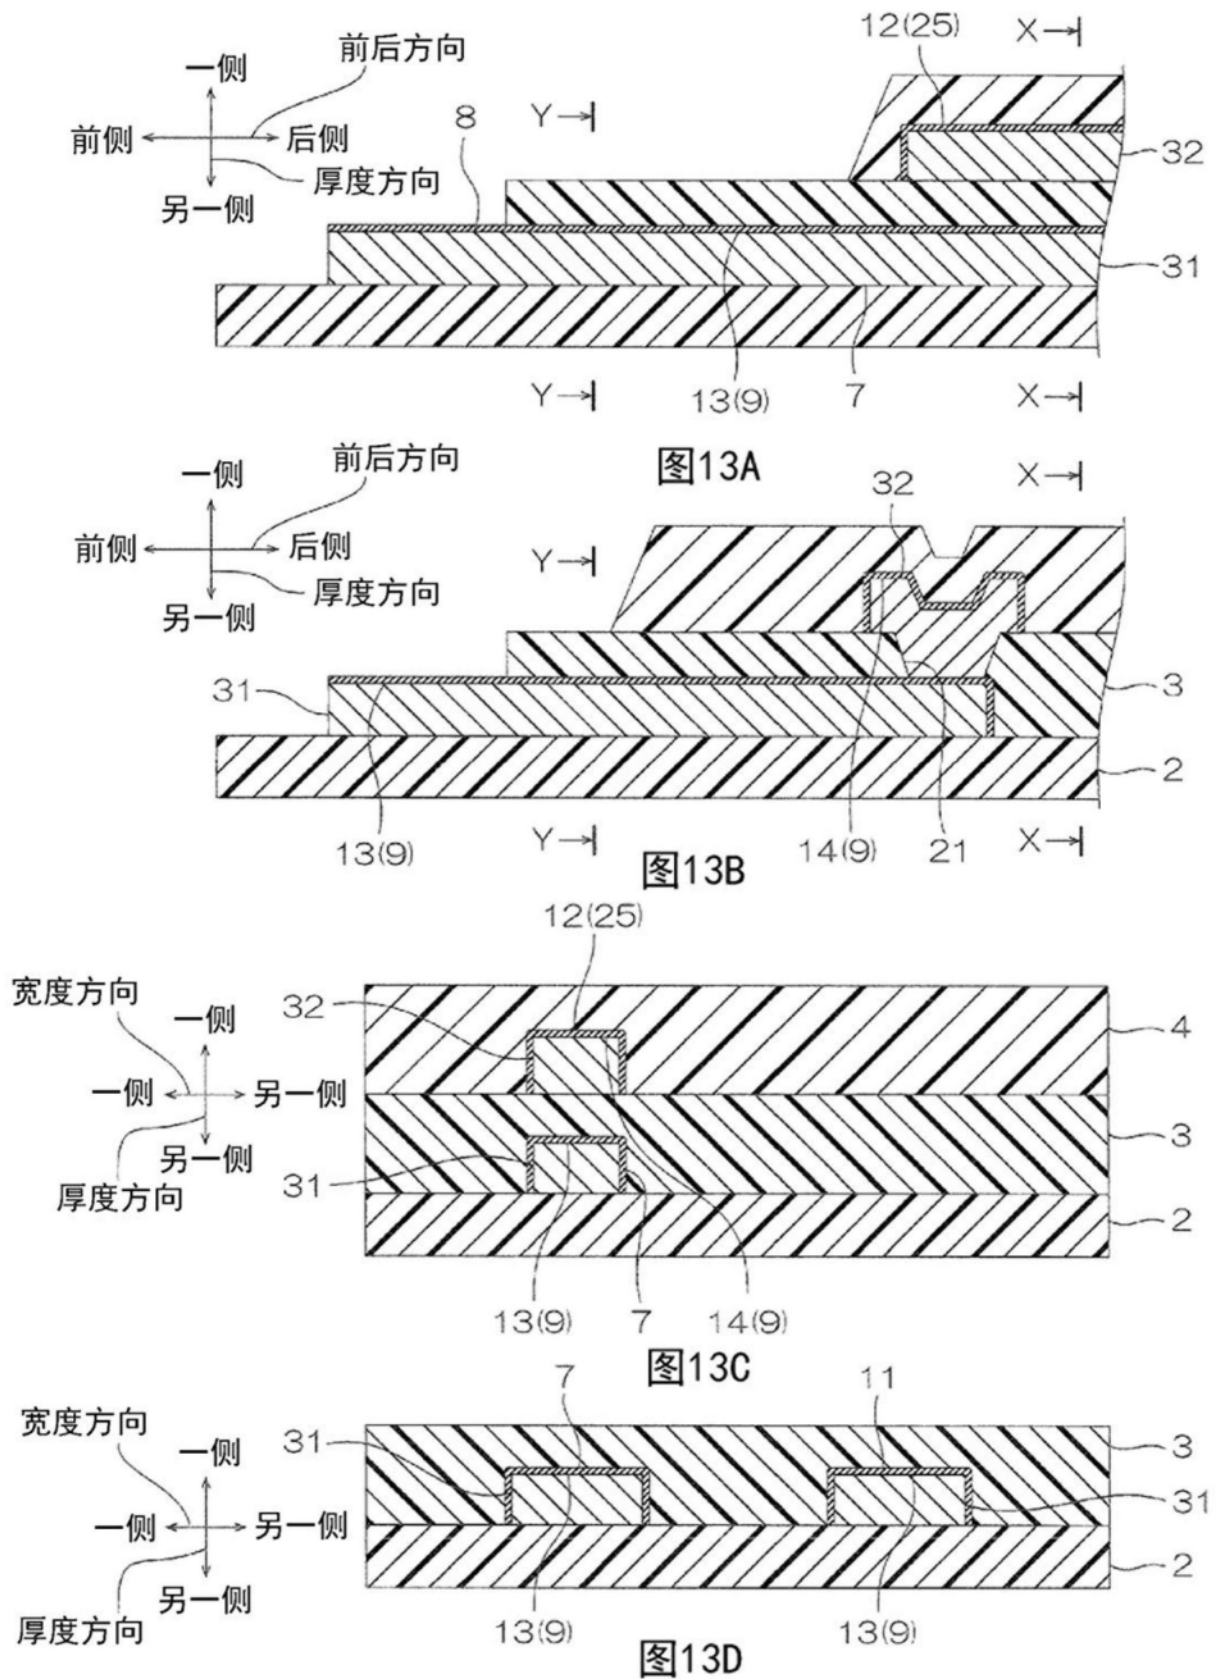 12(25)
X
一侧
前后方向
Y
8
前侧
后侧
32
厚度方向
另一侧
31
Y
13(9)
7
X
图13A
前后方向
一侧
32
X
前侧
后侧
Y
厚度方向
另一侧
31
3
2
13(9)
Y
14(9)
21
X
图13B
12(25)
宽度方向
一侧
32
4
一侧
另一侧
3
另一侧
31
厚度方向
2
13(9)
7
14(9)
图13C
7
11
宽度方向
一侧
31
3
一侧
另一侧
31
另一侧
2
厚度方向
13(9)
13(9)
图13D